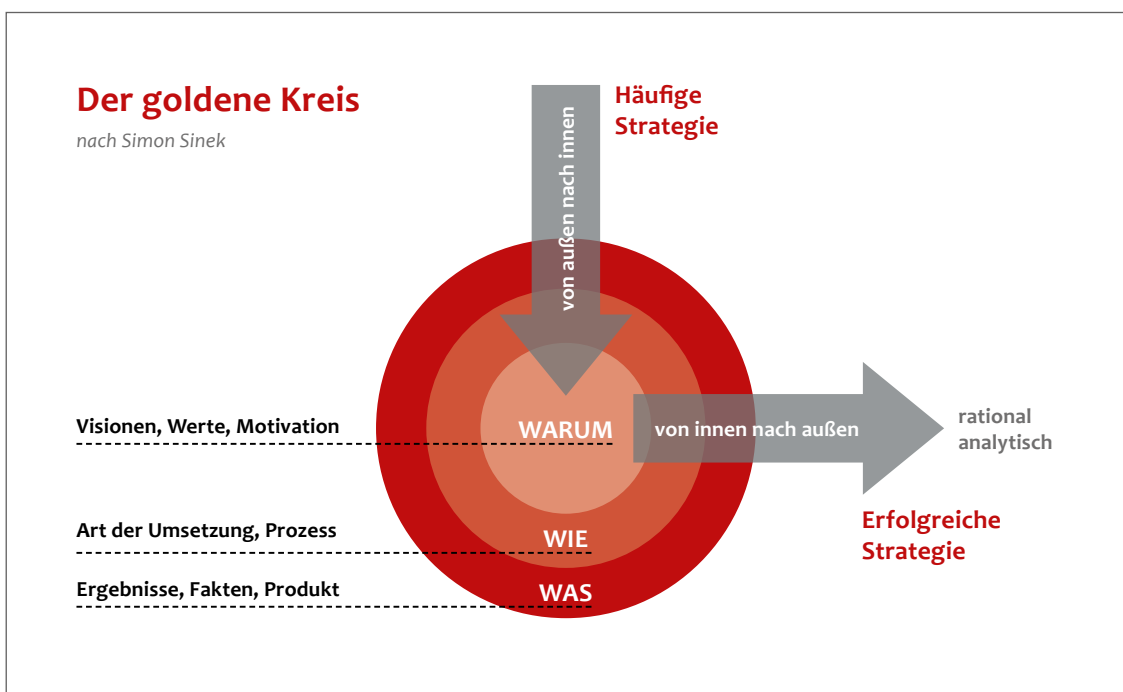 Der goldene Kreis
nach Simon Sinek
Häufige
Strategie
von außen nach innen
Visionen, Werte, Motivation
WARUM
von innen nach außen
rational
analytisch
Art der Umsetzung, Prozess
WIE
Erfolgreiche
Strategie
Ergebnisse, Fakten, Produkt
WAS